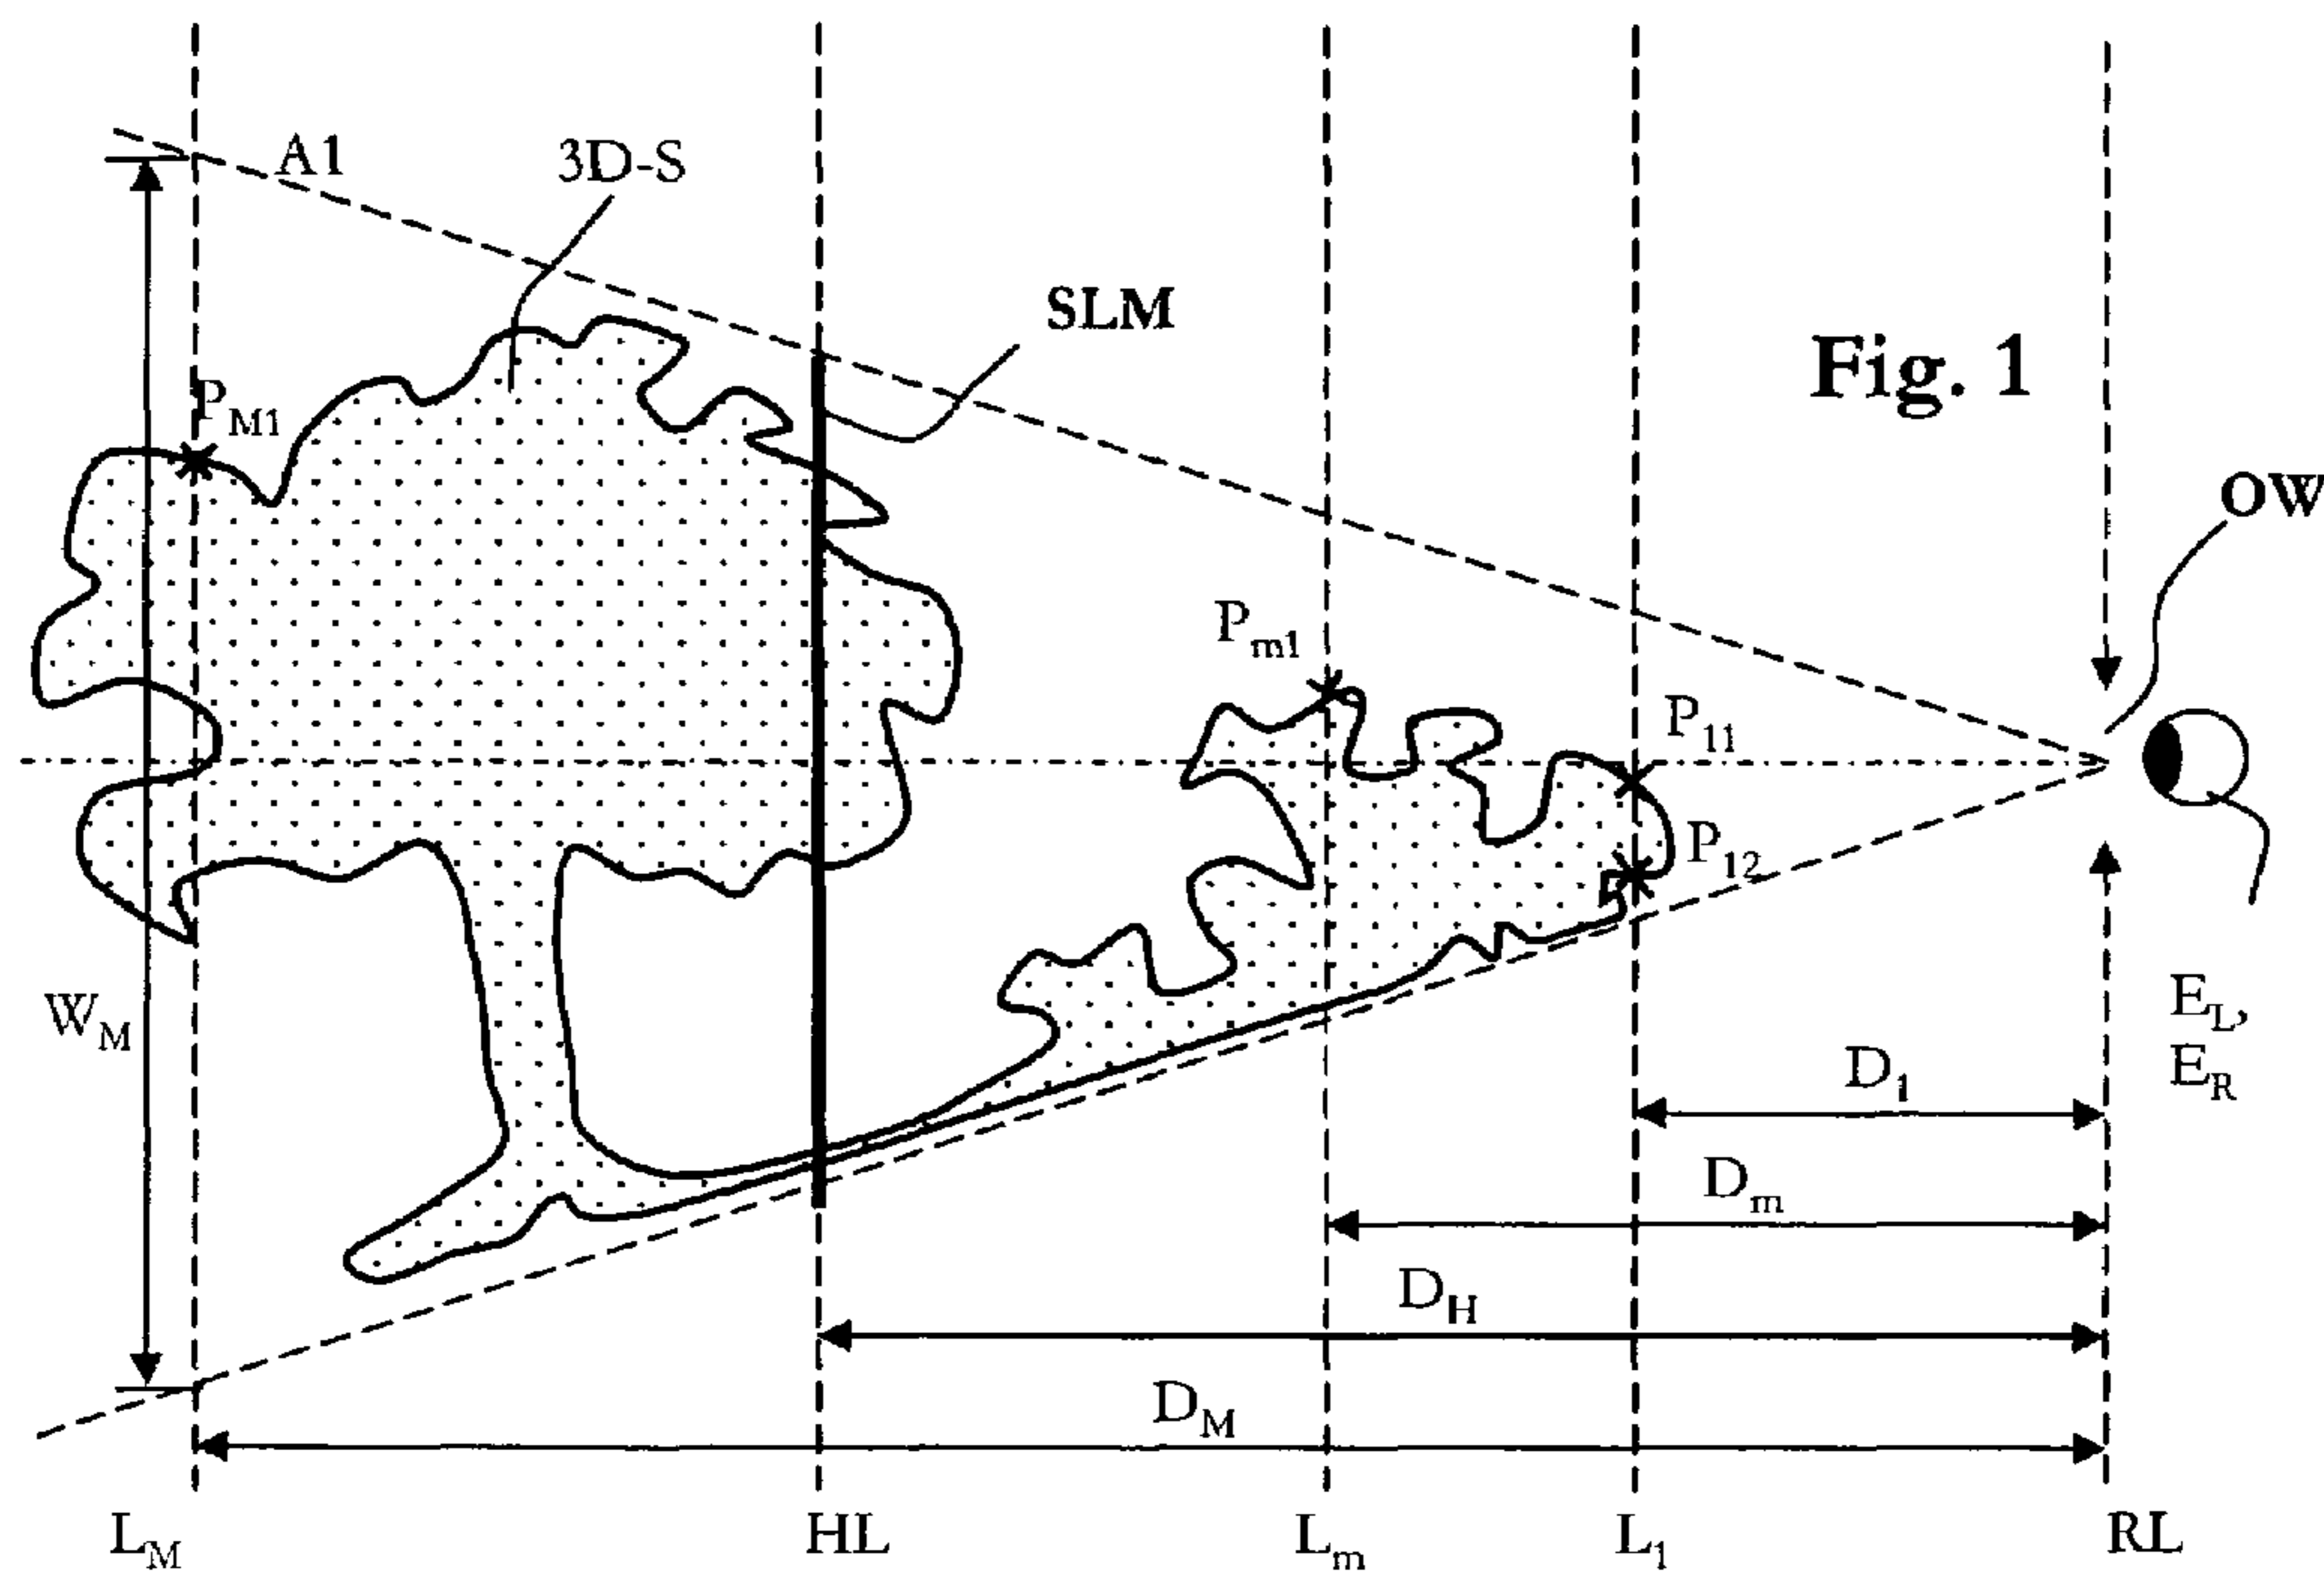 A1
3D-S
SLM
Fig. 1
P_M1
OW
P_m1
P_11
P_12
W_M
E_L,
E_R
D_1
D_m
D_H
D_M
L_M HL L_m L_1 RL